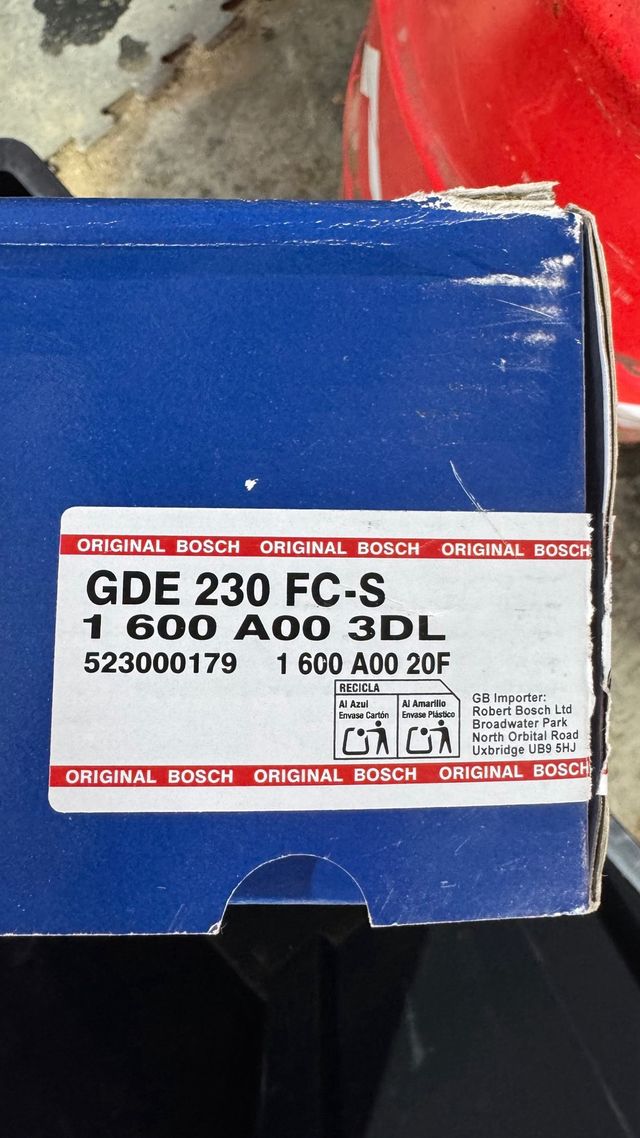 ORIGINAL BOSCH ORIGINAL BOSCH ORIGINAL BOSCH
GDE 230 FC-S
1 600 A00 3DL
523000179 1 600 A00 20F
RECICLA
Al Azul
Envase Cartón
Al Amarillo
Envase Plástico
GB Importer:
Robert Bosch Ltd
Broadwater Park
North Orbital Road
Uxbridge UB9 5HJ
ORIGINAL BOSCH ORIGINAL BOSCH ORIGINAL BOSCH